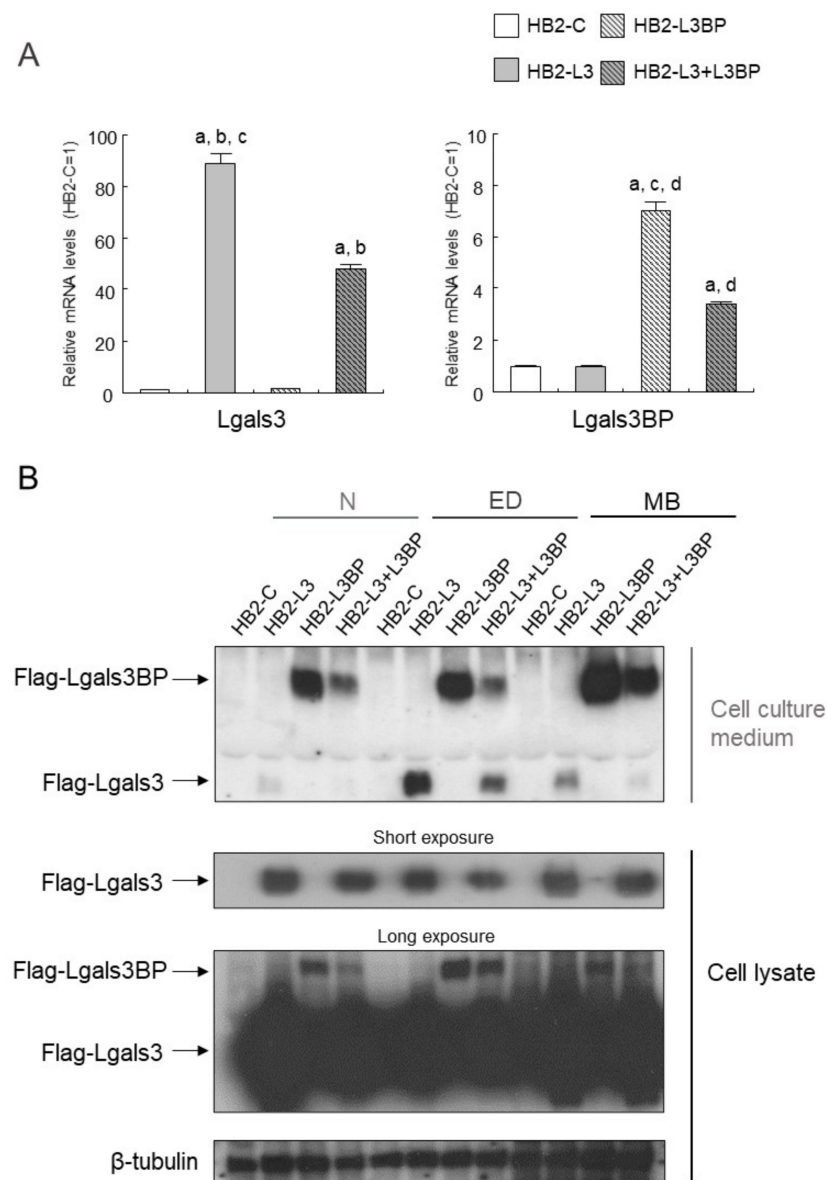 HB2-C HB2-L3BP
A
HB2-L3 HB2-L3+L3BP
Relative mRNA levels (HB2-C=1)
100
80
60
40
20
0
a, b, c
a, b
Lgals3
Relative mRNA levels (HB2-C=1)
10
8
6
4
2
0
a, c, d
a, d
Lgals3BP
B
N ED MB
HB2-C HB2-L3 HB2-L3BP HB2-L3+L3BP HB2-C HB2-L3 HB2-L3BP HB2-L3+L3BP HB2-C HB2-L3 HB2-L3BP HB2-L3+L3BP
Flag-Lgals3BP
Cell culture
medium
Flag-Lgals3
Short exposure
Flag-Lgals3
Long exposure
Flag-Lgals3BP
Cell lysate
Flag-Lgals3
β-tubulin